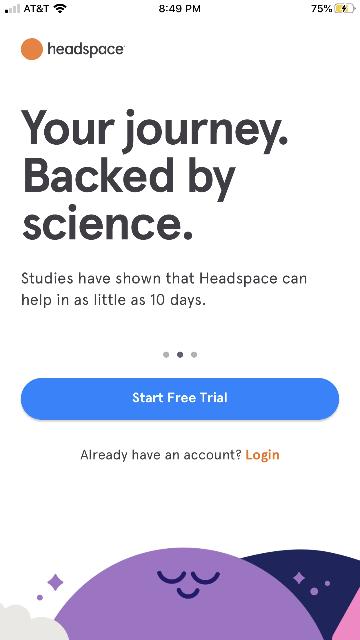 AT&T 8:49 PM 75%
headspace
Your journey.
Backed by
science.
Studies have shown that Headspace can
help in as little as 10 days.
Start Free Trial
Already have an account? Login